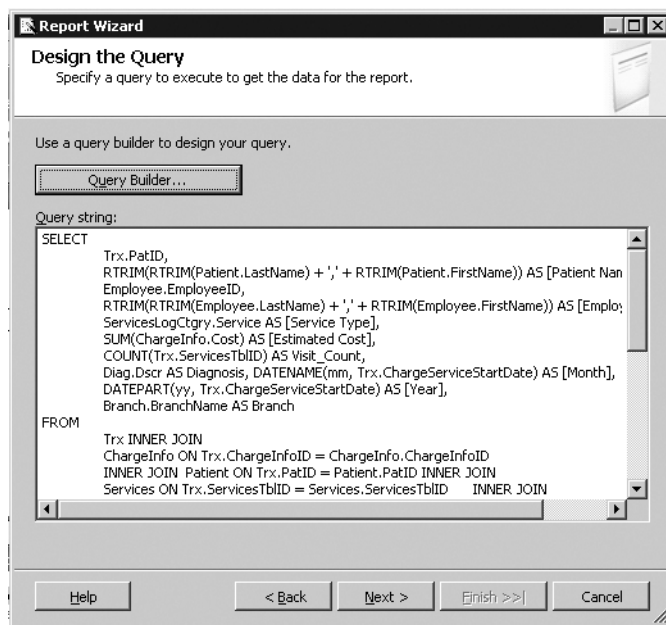 Report Wizard
Design the Query
Specify a query to execute to get the data for the report.
Use a query builder to design your query.
Query Builder...
Query string:
SELECT
Trx.PatID,
RTRIM(RTRIM(Patient.LastName) + ',' + RTRIM(Patient.FirstName)) AS [Patient Nan
Employee.EmployeeID,
RTRIM(RTRIM(Employee.LastName) + ',' + RTRIM(Employee.FirstName)) AS [Employ
ServicesLogCtgry.Service AS [Service Type],
SUM(ChargeInfo.Cost) AS [Estimated Cost],
COUNT(Trx.ServicesTblID) AS Visit_Count,
Diag.Dscr AS Diagnosis, DATENAME(mm, Trx.ChargeServiceStartDate) AS [Month],
DATEPART(yy, Trx.ChargeServiceStartDate) AS [Year],
Branch.BranchName AS Branch
FROM
Trx INNER JOIN
ChargeInfo ON Trx.ChargeInfoID = ChargeInfo.ChargeInfoID
INNER JOIN Patient ON Trx.PatID = Patient.PatID INNER JOIN
Services ON Trx.ServicesTblID = Services.ServicesTblID INNER JOIN
Help < Back Next > Finish >>| Cancel